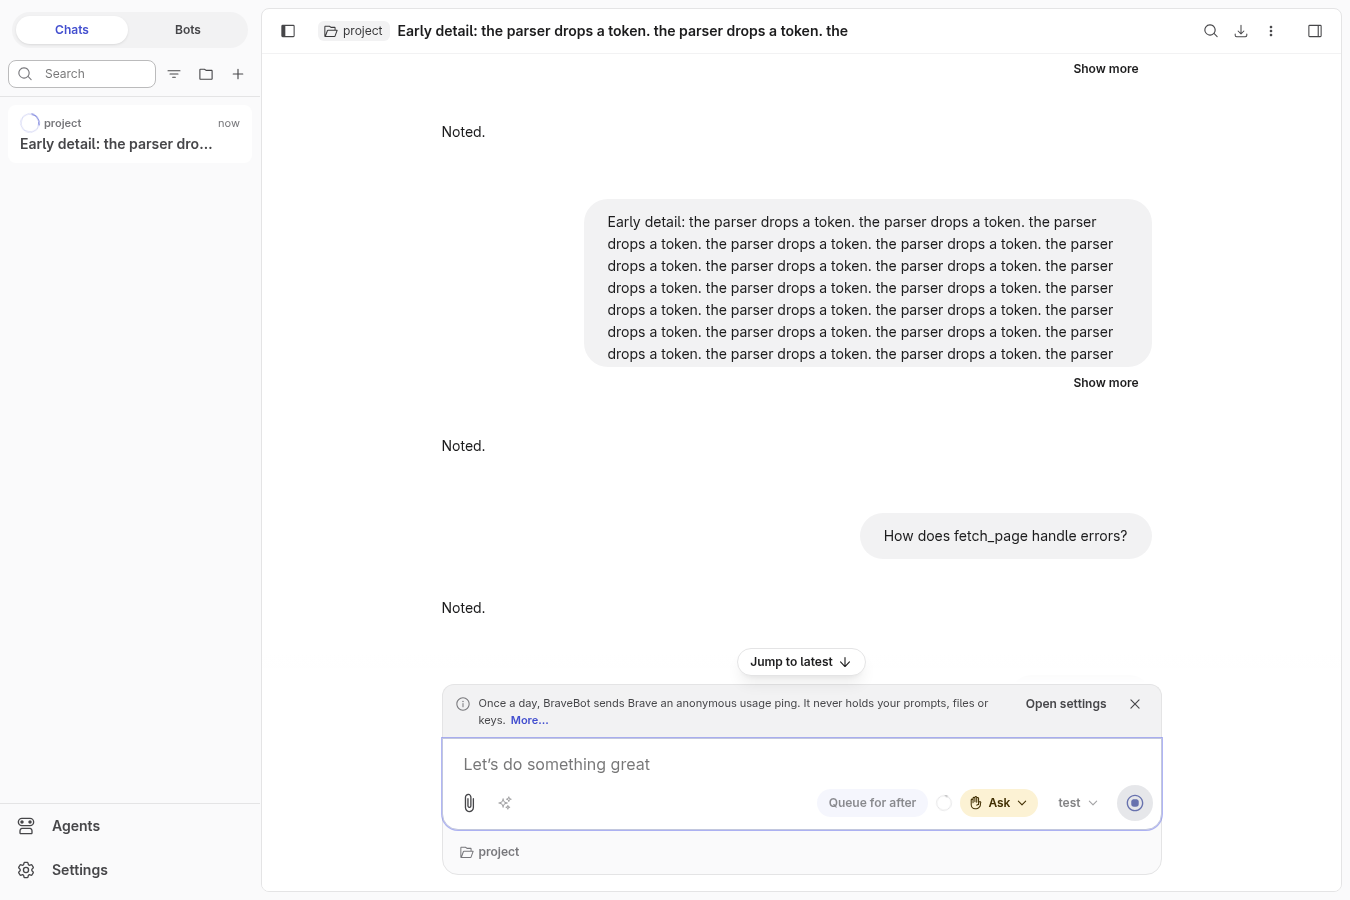 Chats
Bots
Search
project
now
Early detail: the parser dro...
Agents
Settings
project
Early detail: the parser drops a token. the parser drops a token. the
Show more
Noted.
Early detail: the parser drops a token. the parser drops a token. the parser
drops a token. the parser drops a token. the parser drops a token. the parser
drops a token. the parser drops a token. the parser drops a token. the parser
drops a token. the parser drops a token. the parser drops a token. the parser
drops a token. the parser drops a token. the parser drops a token. the parser
drops a token. the parser drops a token. the parser drops a token. the parser
drops a token. the parser drops a token. the parser drops a token. the parser
Show more
Noted.
How does fetch_page handle errors?
Noted.
Jump to latest
Once a day, BraveBot sends Brave an anonymous usage ping. It never holds your prompts, files or
keys. More...
Open settings
Let's do something great
Queue for after
Ask
test
project